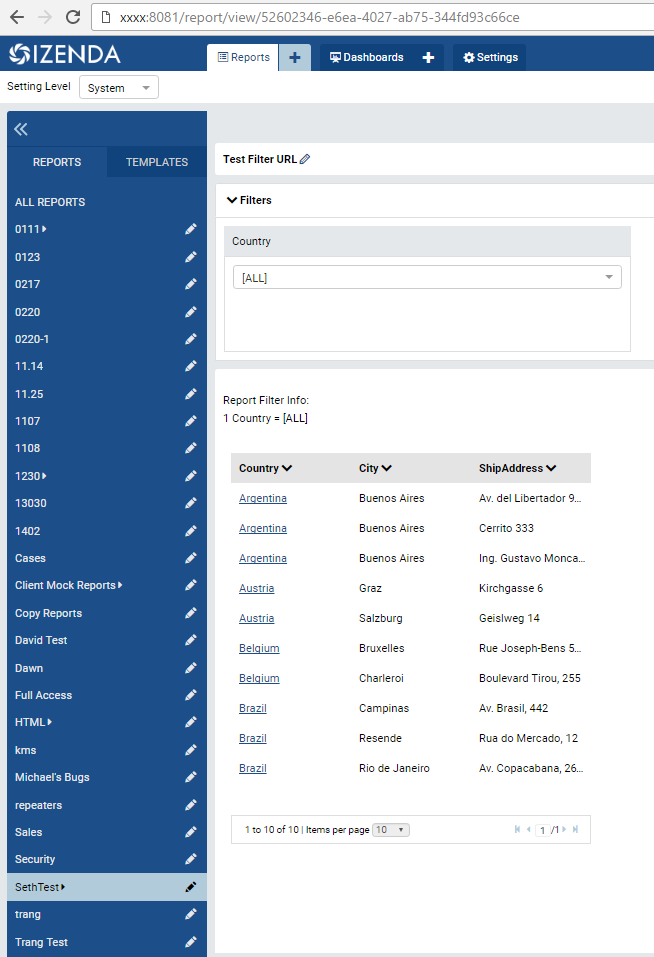 xxxx:8081/report/view/52602346-e6ea-4027-ab75-344fd93c66ce
IZENDA
Reports
Dashboards
Settings
Setting Level System
REPORTS TEMPLATES
ALL REPORTS
0111
0123
0217
0220
0220-1
11.14
11.25
1107
1108
1230
13030
1402
Cases
Client Mock Reports
Copy Reports
David Test
Dawn
Full Access
HTML
kms
Michael's Bugs
repeaters
Sales
Security
SethTest
trang
Trang Test
Test Filter URL
Filters
Country
[ALL]
Report Filter Info:
1 Country = [ALL]
Country City ShipAddress
Argentina Buenos Aires Av. del Libertador 9...
Argentina Buenos Aires Cerrito 333
Argentina Buenos Aires Ing. Gustavo Monca...
Austria Graz Kirchgasse 6
Austria Salzburg Geislweg 14
Belgium Bruxelles Rue Joseph-Bens 5...
Belgium Charleroi Boulevard Tirou, 255
Brazil Campinas Av. Brasil, 442
Brazil Resende Rua do Mercado, 12
Brazil Rio de Janeiro Av. Copacabana, 26...
1 to 10 of 10 | Items per page 10 1 /1